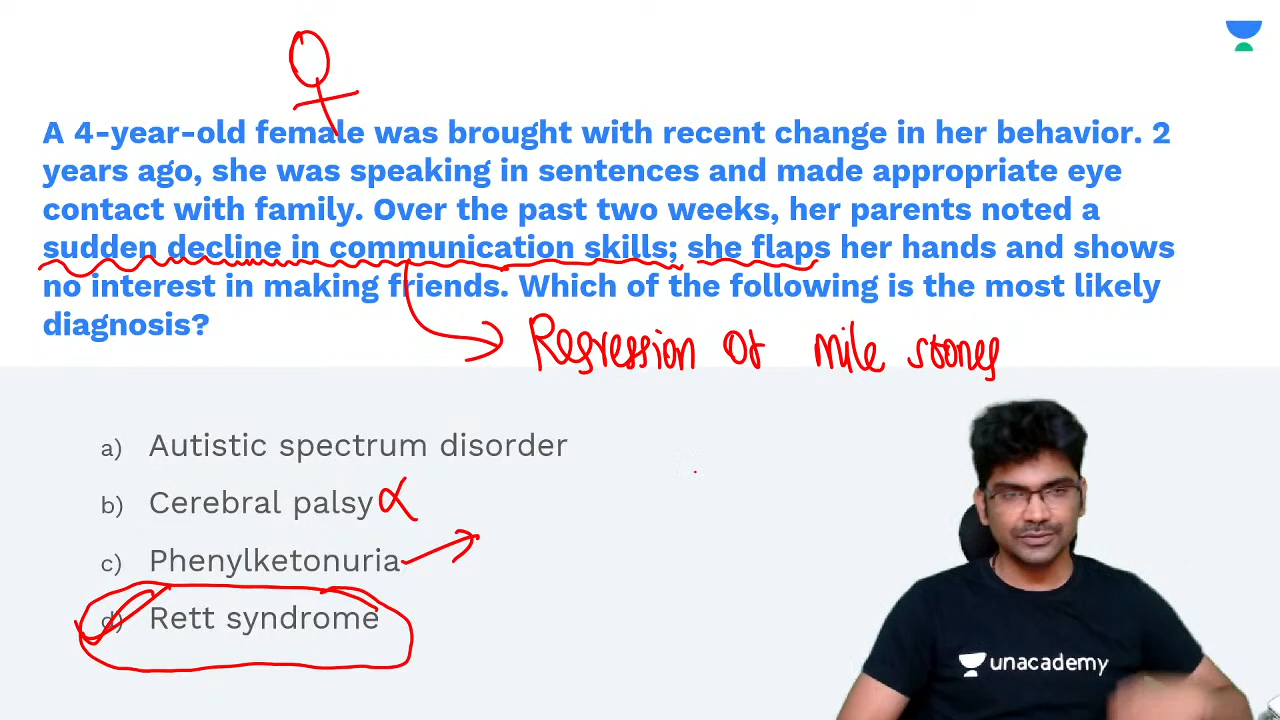 A 4-year-old female was brought with recent change in her behavior. 2
years ago, she was speaking in sentences and made appropriate eye
contact with family. Over the past two weeks, her parents noted a
sudden decline in communication skills; she flaps her hands and shows
no interest in making friends. Which of the following is the most likely
diagnosis?
Regression of mile stones
a) Autistic spectrum disorder
b) Cerebral palsy
c) Phenylketonuria
d) Rett syndrome
unacademy